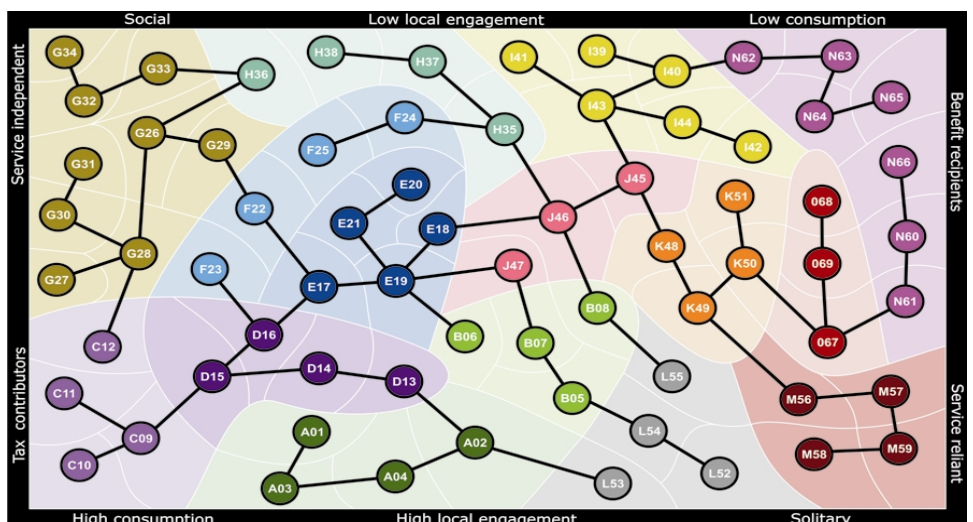 Social Low local engagement Low consumption
Service independent
Tax contributors
Benefit recipients
Service reliant
G34 G33 G32 H36 G26 G29
G31 G30 G28 G27 C12
H38 H37 H35
F24 F25 F22 F23
E20 E21 E18 E19 E17
I41 I39 I40 I43 I44 I42
N62 N63 N64 N65 N66 N60 N61
J45 J46 J47
K51 K48 K50 K49
068 069 067
B08 B06 B07 B05
D16 D15 D14 D13
C11 C09 C10
A01 A02 A03 A04
L55 L54 L53 L52
M56 M57 M58 M59
High consumption High local engagement Solitary